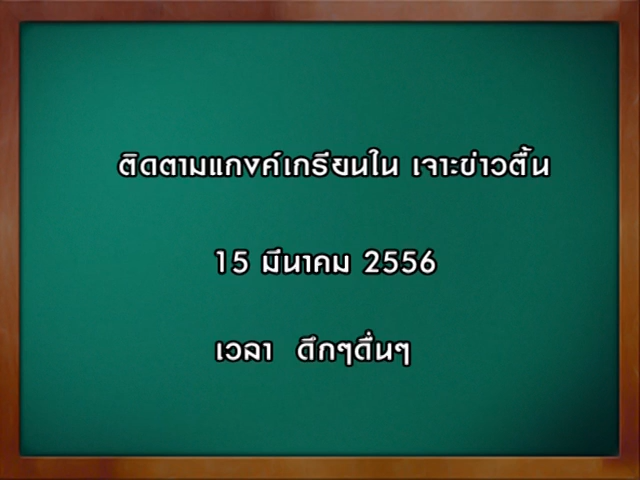 ติดตามแกงค์เกรียนใน เจาะข่าวตื้น
15 มีนาคม 2556
เวลา ดึกๆดื่นๆ